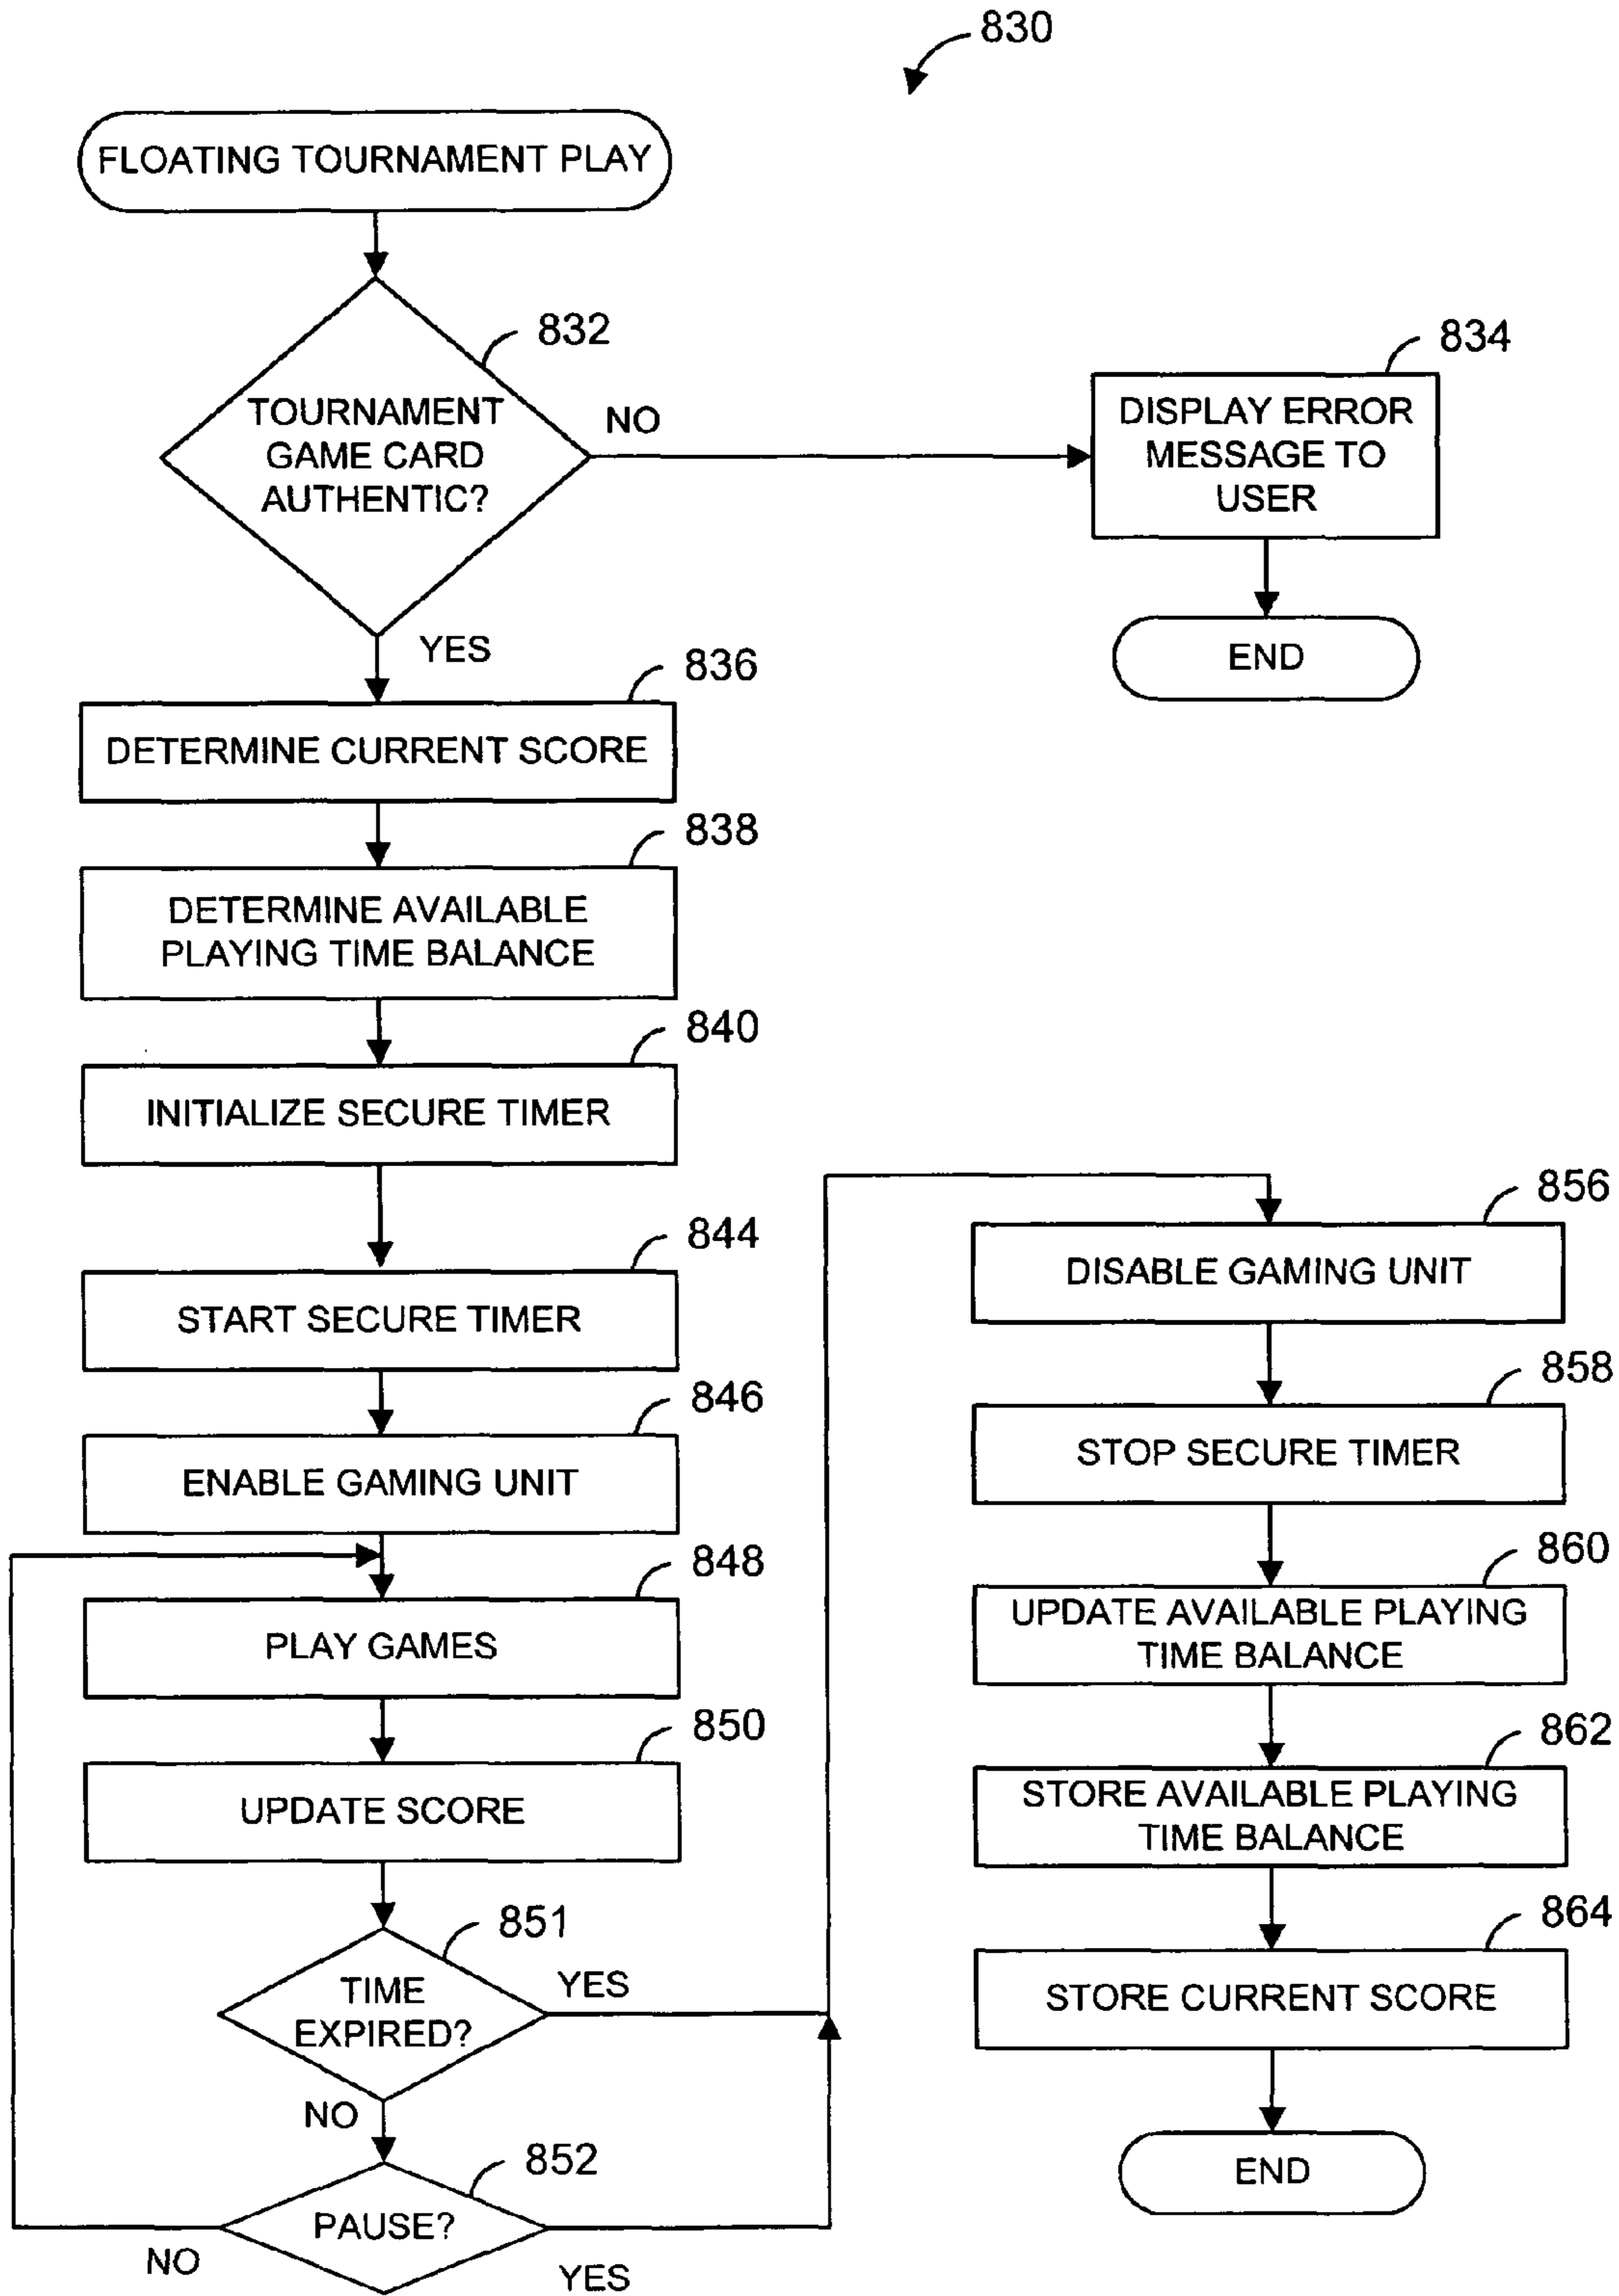 830
FLOATING TOURNAMENT PLAY
832
TOURNAMENT
GAME CARD
AUTHENTIC?
NO
YES
834
DISPLAY ERROR
MESSAGE TO
USER
END
836
DETERMINE CURRENT SCORE
838
DETERMINE AVAILABLE
PLAYING TIME BALANCE
840
INITIALIZE SECURE TIMER
844
START SECURE TIMER
846
ENABLE GAMING UNIT
848
PLAY GAMES
850
UPDATE SCORE
851
TIME
EXPIRED?
YES
NO
852
PAUSE?
NO
YES
856
DISABLE GAMING UNIT
858
STOP SECURE TIMER
860
UPDATE AVAILABLE PLAYING
TIME BALANCE
862
STORE AVAILABLE PLAYING
TIME BALANCE
864
STORE CURRENT SCORE
END